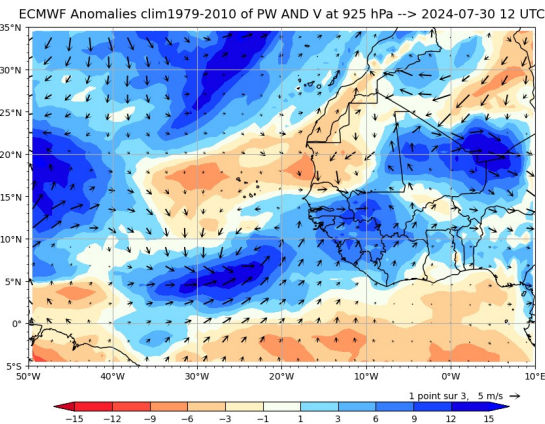 ECMWF Anomalies clim1979-2010 of PW AND V at 925 hPa --> 2024-07-30 12 UTC
35°N
30°N
25°N
20°N
15°N
10°N
5°N
0°
5°S
50°W 40°W 30°W 20°W 10°W 0°W 10°E
1 point sur 3, 5 m/s
−15 −12 −9 −6 −3 −1 1 3 6 9 12 15